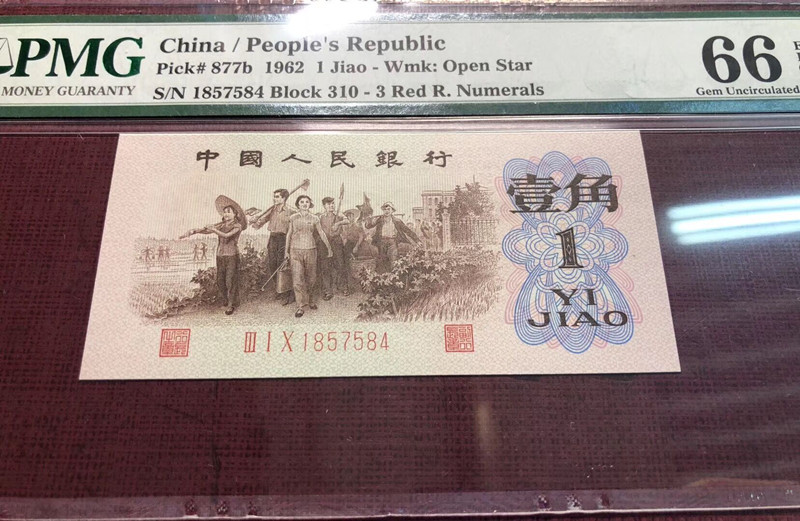 PMG
MONEY GUARANTY
China / People's Republic
Pick# 877b 1962 1 Jiao - Wmk: Open Star
S/N 1857584 Block 310 - 3 Red R. Numerals
66
Gem Uncirculated
中國人民銀行
壹角
1
YI
JIAO
III I X 1857584